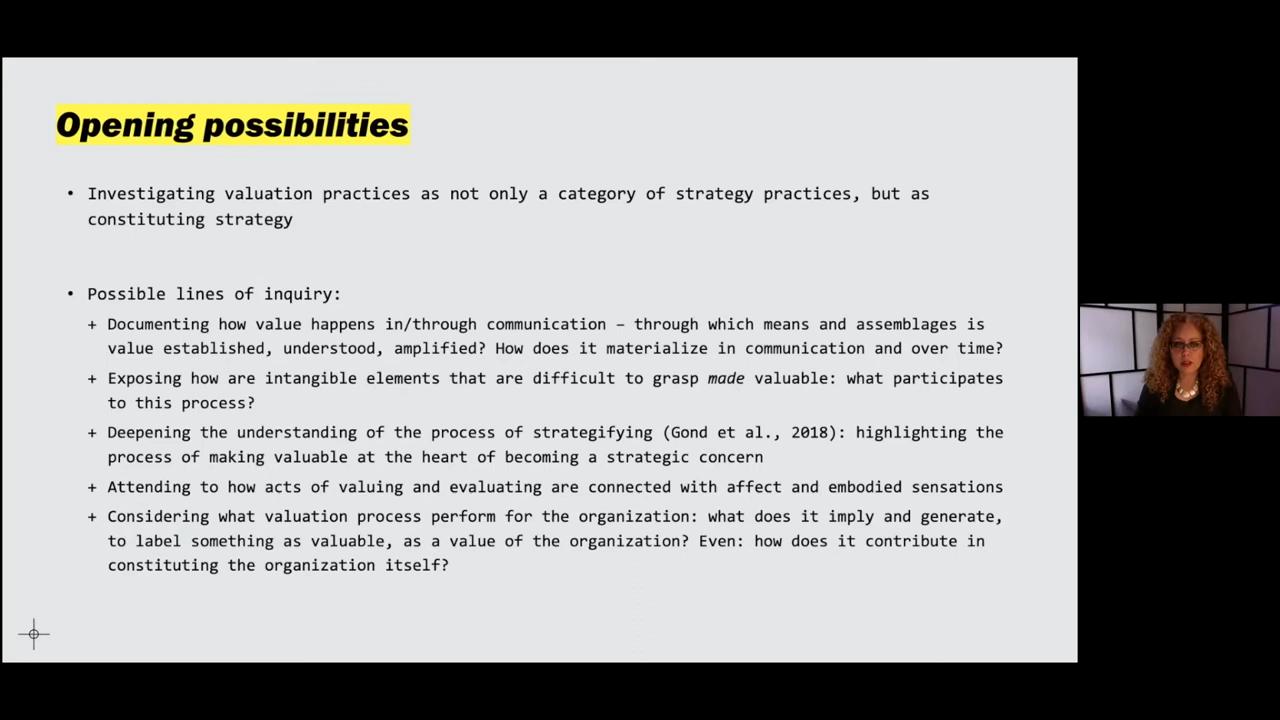 Opening possibilities
• Investigating valuation practices as not only a category of strategy practices, but as
constituting strategy
• Possible lines of inquiry:
+ Documenting how value happens in/through communication – through which means and assemblages is
value established, understood, amplified? How does it materialize in communication and over time?
+ Exposing how are intangible elements that are difficult to grasp made valuable: what participates
to this process?
+ Deepening the understanding of the process of strategifying (Gond et al., 2018): highlighting the
process of making valuable at the heart of becoming a strategic concern
+ Attending to how acts of valuing and evaluating are connected with affect and embodied sensations
+ Considering what valuation process perform for the organization: what does it imply and generate,
to label something as valuable, as a value of the organization? Even: how does it contribute in
constituting the organization itself?